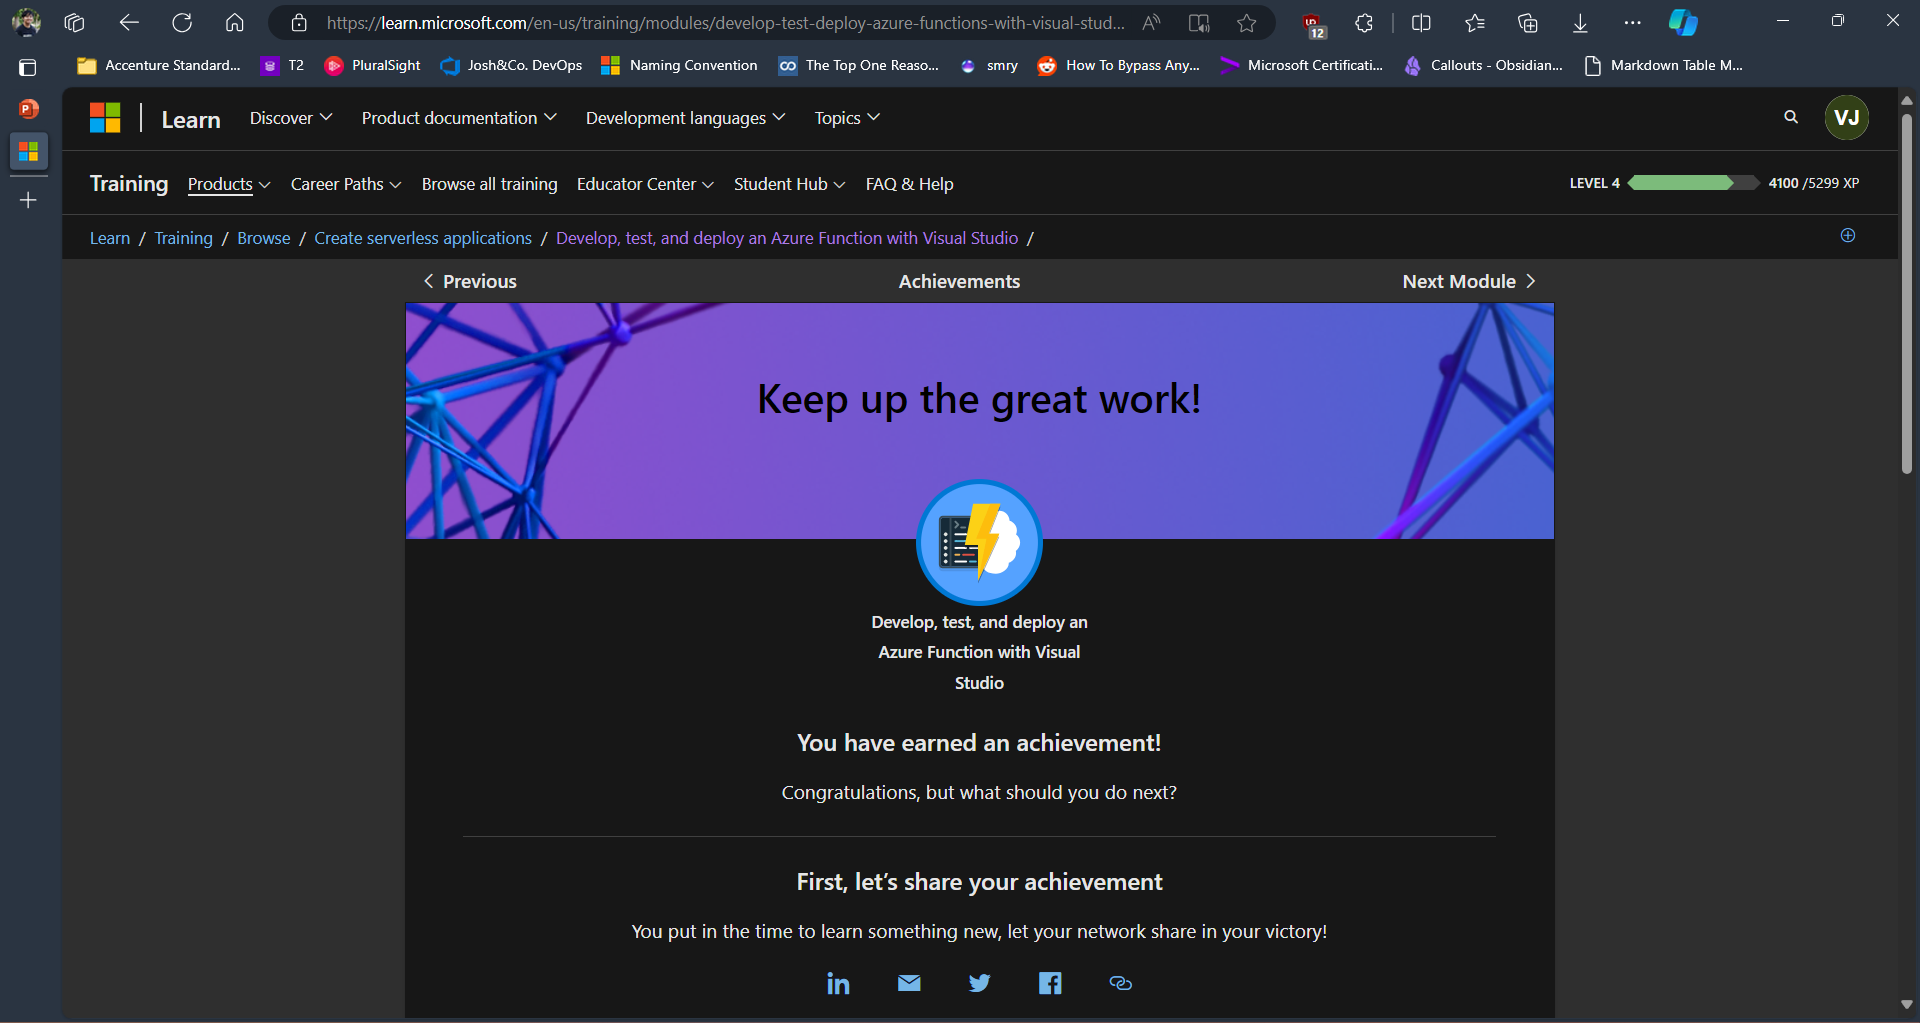 https://learn.microsoft.com/en-us/training/modules/develop-test-deploy-azure-functions-with-visual-stud...
12
Accenture Standard...
T2
PluralSight
Josh&Co. DevOps
Naming Convention
The Top One Reaso...
smry
How To Bypass Any...
Microsoft Certificati...
Callouts - Obsidian...
Markdown Table M...
Learn
Discover
Product documentation
Development languages
Topics
VJ
Training
Products
Career Paths
Browse all training
Educator Center
Student Hub
FAQ & Help
LEVEL 4
4100 /5299 XP
Learn / Training / Browse / Create serverless applications / Develop, test, and deploy an Azure Function with Visual Studio /
Previous
Achievements
Next Module
Keep up the great work!
Develop, test, and deploy an
Azure Function with Visual
Studio
You have earned an achievement!
Congratulations, but what should you do next?
First, let’s share your achievement
You put in the time to learn something new, let your network share in your victory!